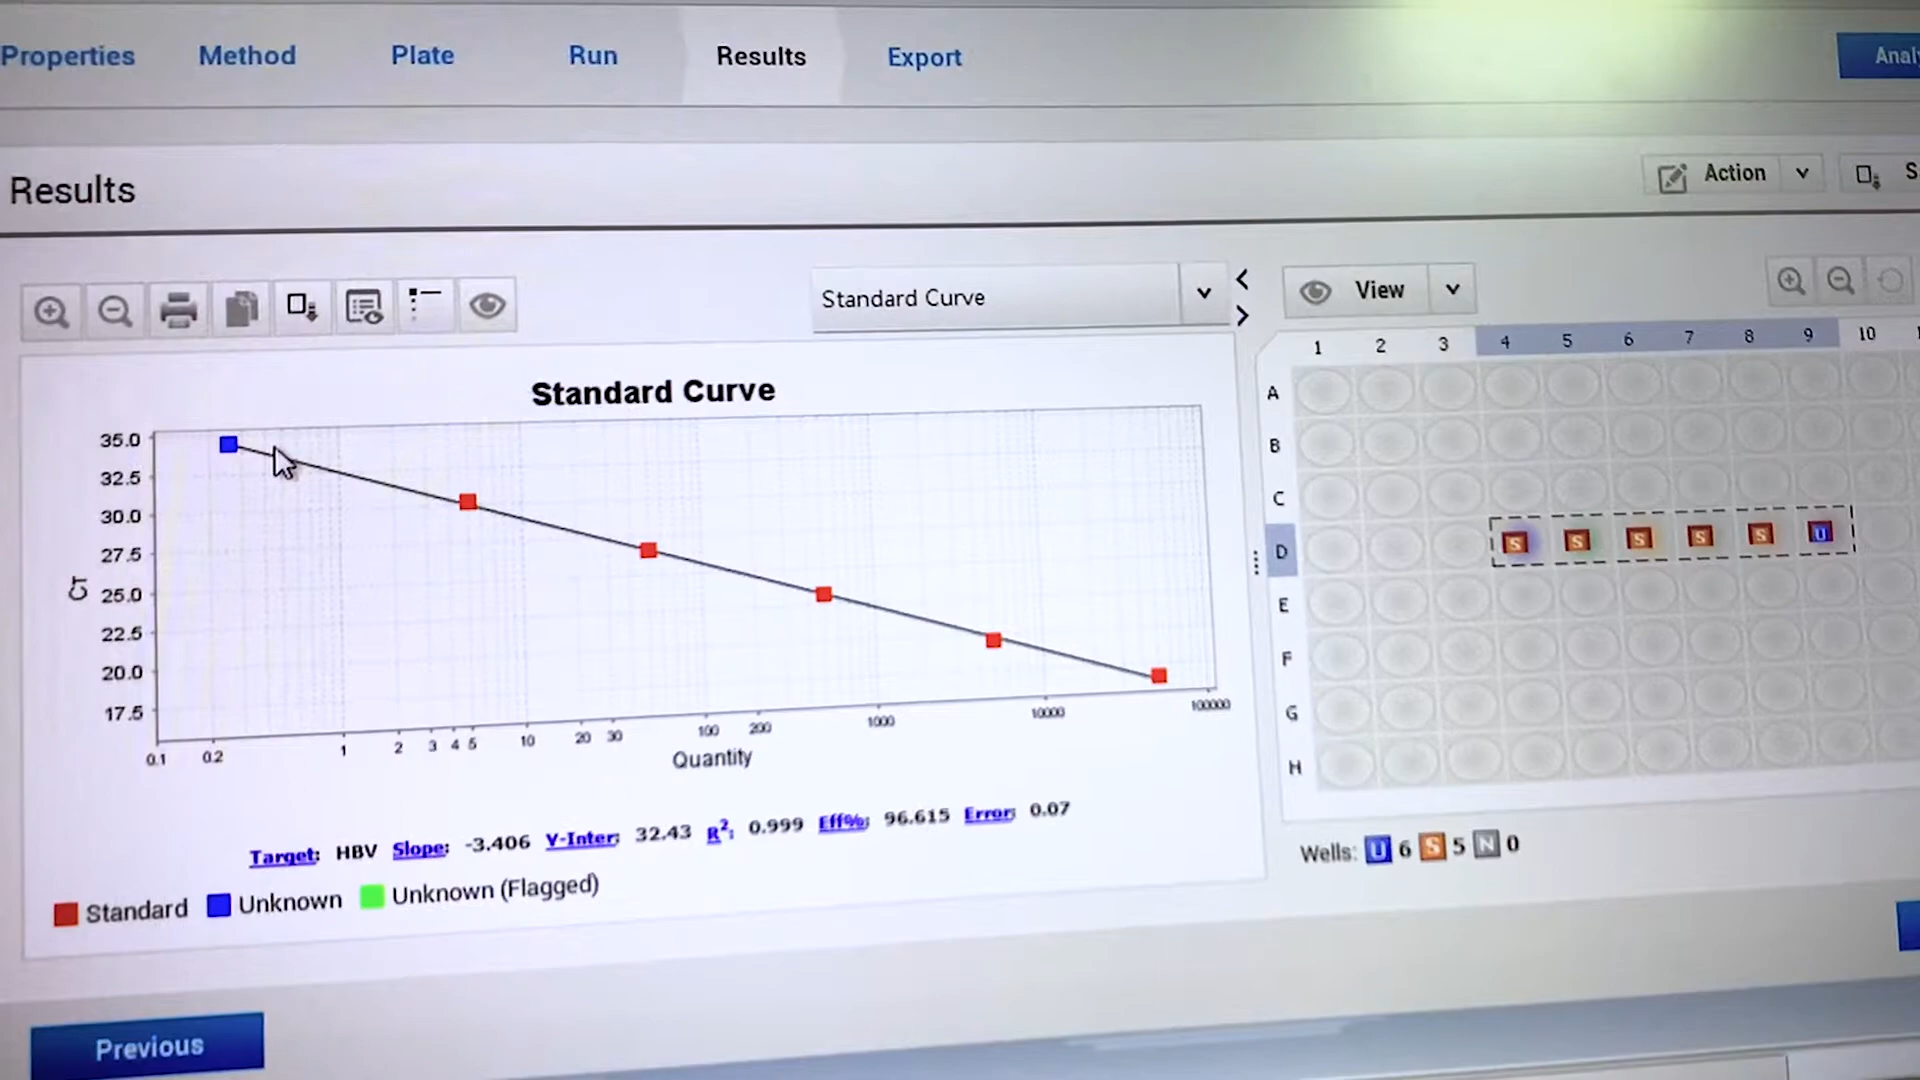 Properties Method Plate Run Results Export
Results
Action
Standard Curve
View
Standard Curve
35.0
32.5
30.0
27.5
25.0
22.5
20.0
17.5
CT
0.1 0.2 1 2 3 4 5 10 20 30 100 200 1000 10000 100000
Quantity
Target: HBV Slope: -3.406 Y-Inter: 32.43 R²: 0.999 Eff%: 96.615 Error: 0.07
Standard Unknown Unknown (Flagged)
1 2 3 4 5 6 7 8 9 10
A
B
C
D S S S S S U
E
F
G
H
Wells: U 6 S 5 N 0
Previous